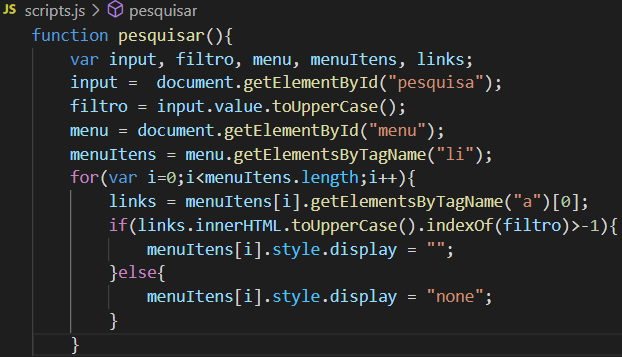 JS scripts.js > pesquisar
function pesquisar(){
var input, filtro, menu, menuItens, links;
input =  document.getElementById("pesquisa");
filtro = input.value.toUpperCase();
menu = document.getElementById("menu");
menuItens = menu.getElementsByTagName("li");
for(var i=0;i<menuItens.length;i++){
links = menuItens[i].getElementsByTagName("a")[0];
if(links.innerHTML.toUpperCase().indexOf(filtro)>-1){
menuItens[i].style.display = "";
}else{
menuItens[i].style.display = "none";
}
}